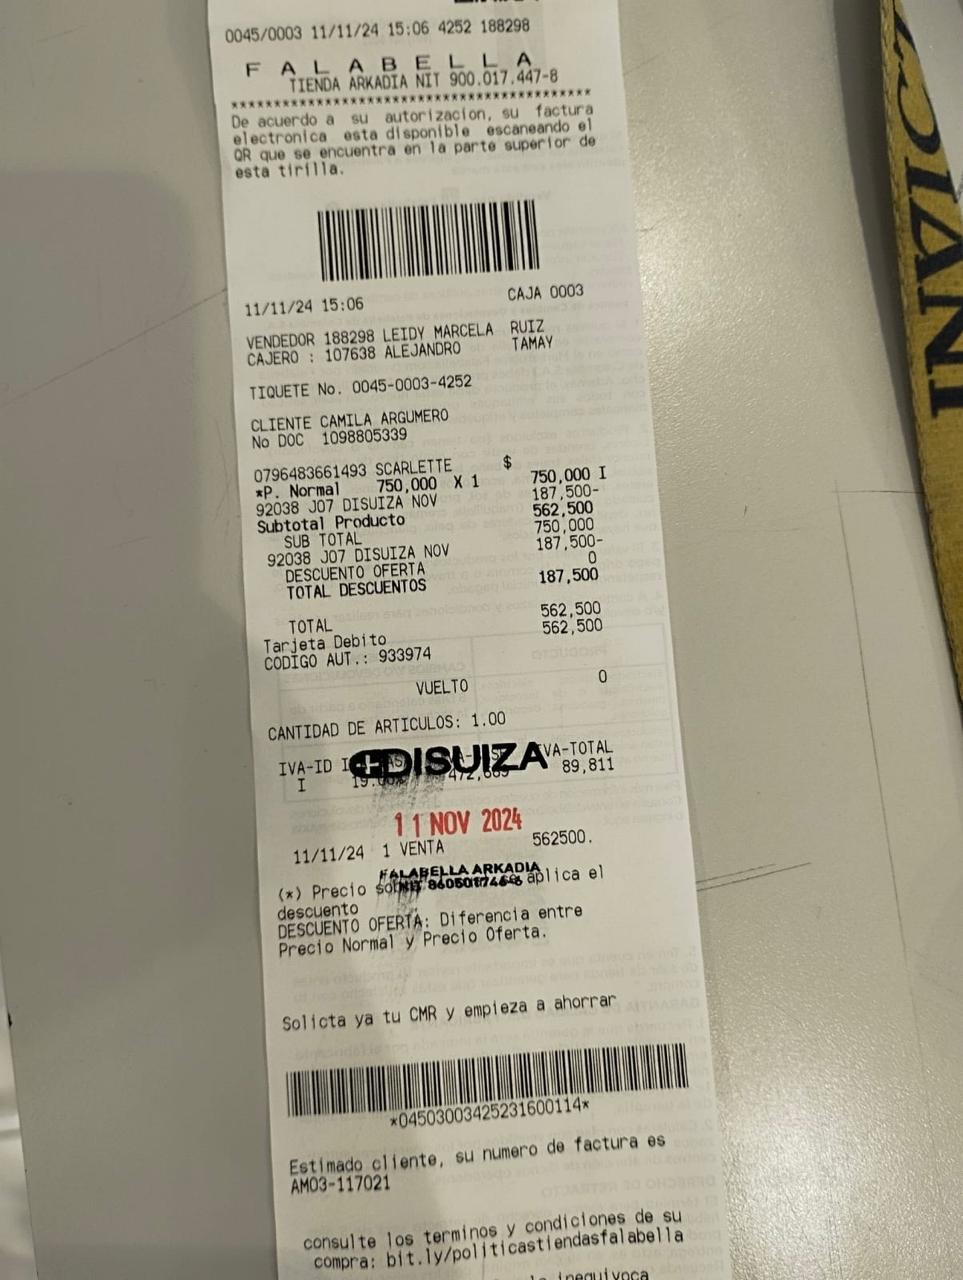 0045/0003 11/11/24 15:06 4252 188298
FALABELLA
TIENDA ARKADIA NIT 900.017.447-8
******************************************
De acuerdo a su autorizacion, su factura
electronica esta disponible escaneando el
QR que se encuentra en la parte superior de
esta tirilla.
11/11/24 15:06 CAJA 0003
VENDEDOR 188298 LEIDY MARCELA RUIZ
CAJERO : 107638 ALEJANDRO TAMAY
TIQUETE No. 0045-0003-4252
CLIENTE CAMILA ARGUMERO
No DOC 1098805339
0796483661493 SCARLETTE $
*P. Normal 750,000 X 1 750,000 I
92038 J07 DISUIZA NOV 187,500-
Subtotal Producto 562,500
SUB TOTAL 750,000
92038 J07 DISUIZA NOV 187,500-
DESCUENTO OFERTA 0
TOTAL DESCUENTOS 187,500
TOTAL 562,500
Tarjeta Debito 562,500
CODIGO AUT.: 933974
VUELTO 0
CANTIDAD DE ARTICULOS: 1.00
IVA-ID IVA-TOTAL
DISUIZA
I 89,811
11 NOV 2024
11/11/24 1 VENTA 562500.
FALABELLA ARKADIA
(*) Precio aplica el
descuento
DESCUENTO OFERTA: Diferencia entre
Precio Normal y Precio Oferta.
Solicta ya tu CMR y empieza a ahorrar
*04503003425231600114*
Estimado cliente, su numero de factura es
AM03-117021
consulte los terminos y condiciones de su
compra: bit.ly/politicastiendasfalabella
inequivoca